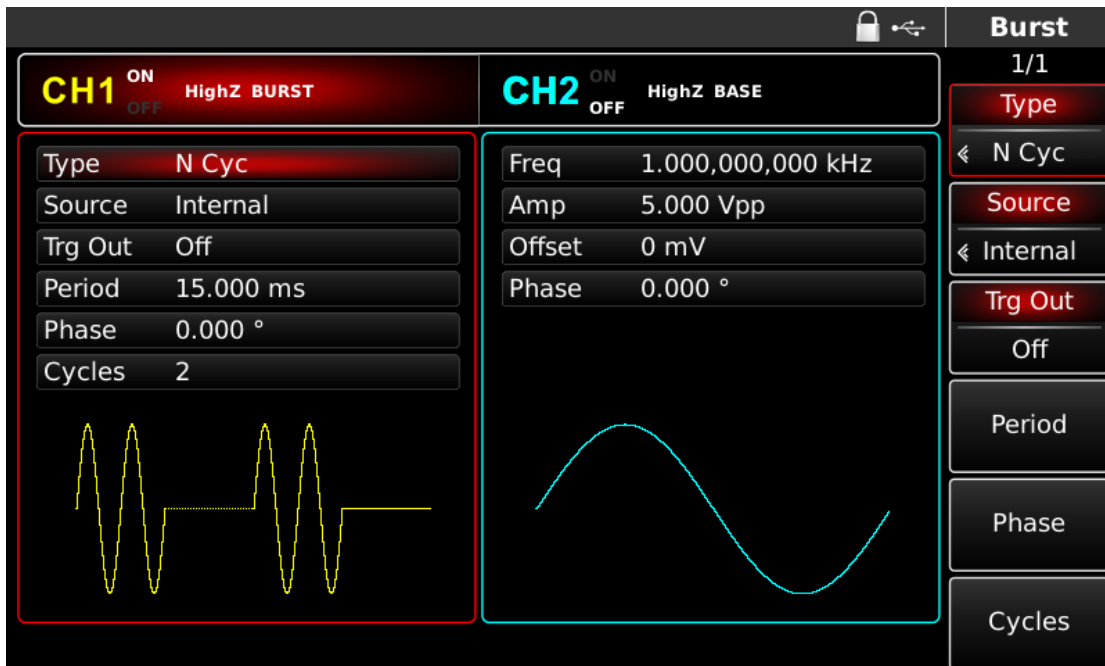 Burst
1/1
CH1 ON OFF HighZ BURST
CH2 ON OFF HighZ BASE
Type N Cyc
Source Internal
Trg Out Off
Period 15.000 ms
Phase 0.000 °
Cycles 2
Freq 1.000,000,000 kHz
Amp 5.000 Vpp
Offset 0 mV
Phase 0.000 °
Type
N Cyc
Source
Internal
Trg Out
Off
Period
Phase
Cycles